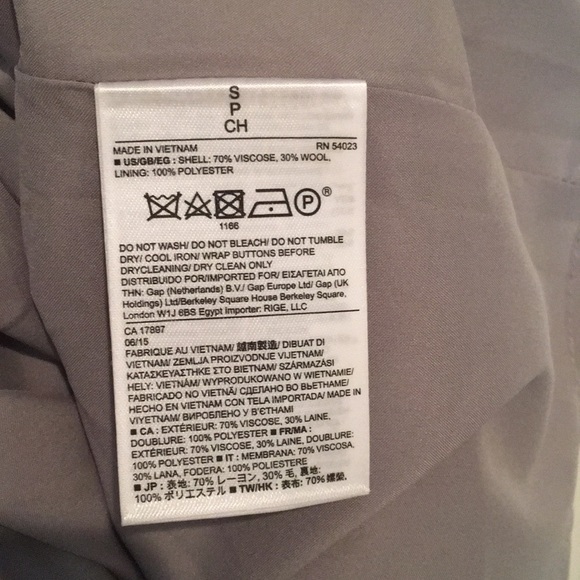 S
P
CH
MADE IN VIETNAM RN 54023
■ US/GB/EG : SHELL: 70% VISCOSE, 30% WOOL,
LINING: 100% POLYESTER
P ®
1166
DO NOT WASH/ DO NOT BLEACH/ DO NOT TUMBLE
DRY/ COOL IRON/ WRAP BUTTONS BEFORE
DRYCLEANING/ DRY CLEAN ONLY
DISTRIBUIDO POR/IMPORTED BY/ ΕΙΣΑΓΕΤΑΙ ΑΠΟ
ΤΗΝ: Gap (Netherlands) B.V./ Gap Europe Ltd/ Gap (UK
Holdings) Ltd/Berkeley Square House Berkeley Square,
London W1J 6BS Egypt Importer: RIGE, LLC
CA 17897
06/15
FABRIQUE AU VIETNAM/ 越南製造/ DIBUAT DI
VIETNAM/ ZEMLJA PROIZVODNJE VIJETNAM/
ΚΑΤΑΣΚΕΥΑΣΤΗΚΕ ΣΤΟ ΒΙΕΤΝΑΜ/ SZÁRMAZÁSI
HELY: VIETNÁM/ WYPRODUKOWANO W WIETNAMIE/
FABRICADO NO VIETNÃ/ СДЕЛАНО ВО ВЬЕТНАМЕ/
HECHO EN VIETNAM CON TELA IMPORTADA/ MADE IN
VIYETNAM/ ВИРОБЛЕНО У В'ЄТНАМІ
■ CA : EXTÉRIEUR: 70% VISCOSE, 30% LAINE,
DOUBLURE: 100% POLYESTER ■ FR/MA :
EXTÉRIEUR: 70% VISCOSE, 30% LAINE, DOUBLURE:
100% POLYESTER ■ IT : MEMBRANA: 70% VISCOSA,
30% LANA, FODERA: 100% POLIESTERE
■ JP : 表地: 70% レーヨン, 30% 毛, 裏地:
100% ポリエステル ■ TW/HK : 表布: 70% 嫘縈,